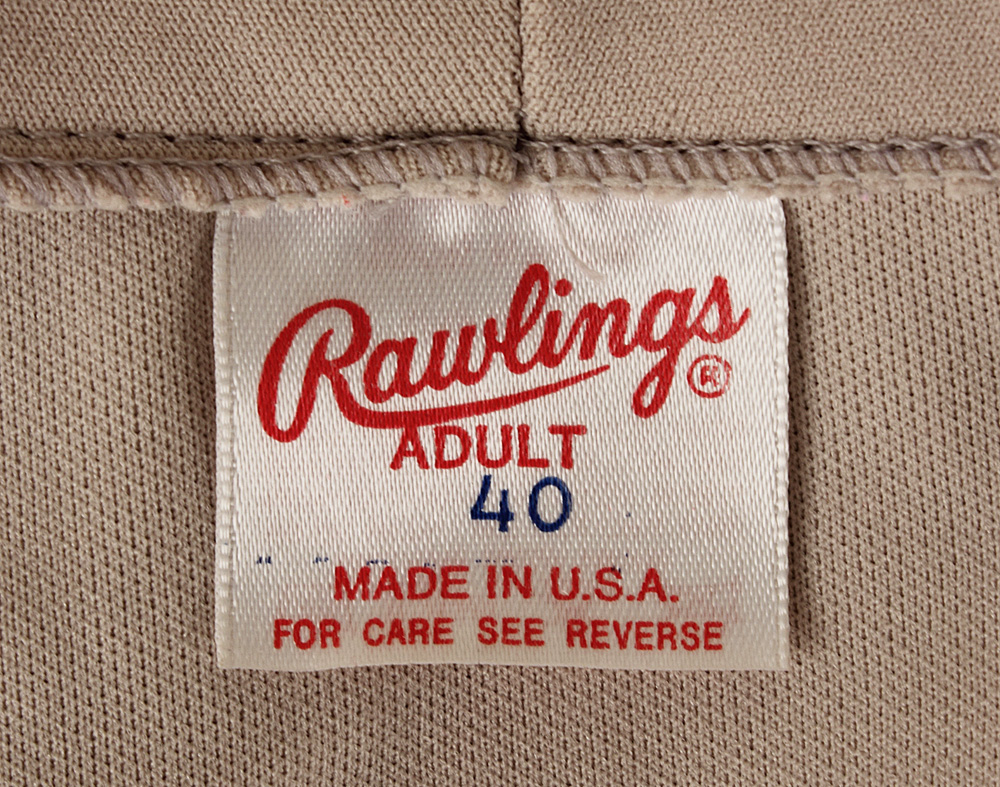 Rawlings®
ADULT
40
MADE IN U.S.A.
FOR CARE SEE REVERSE